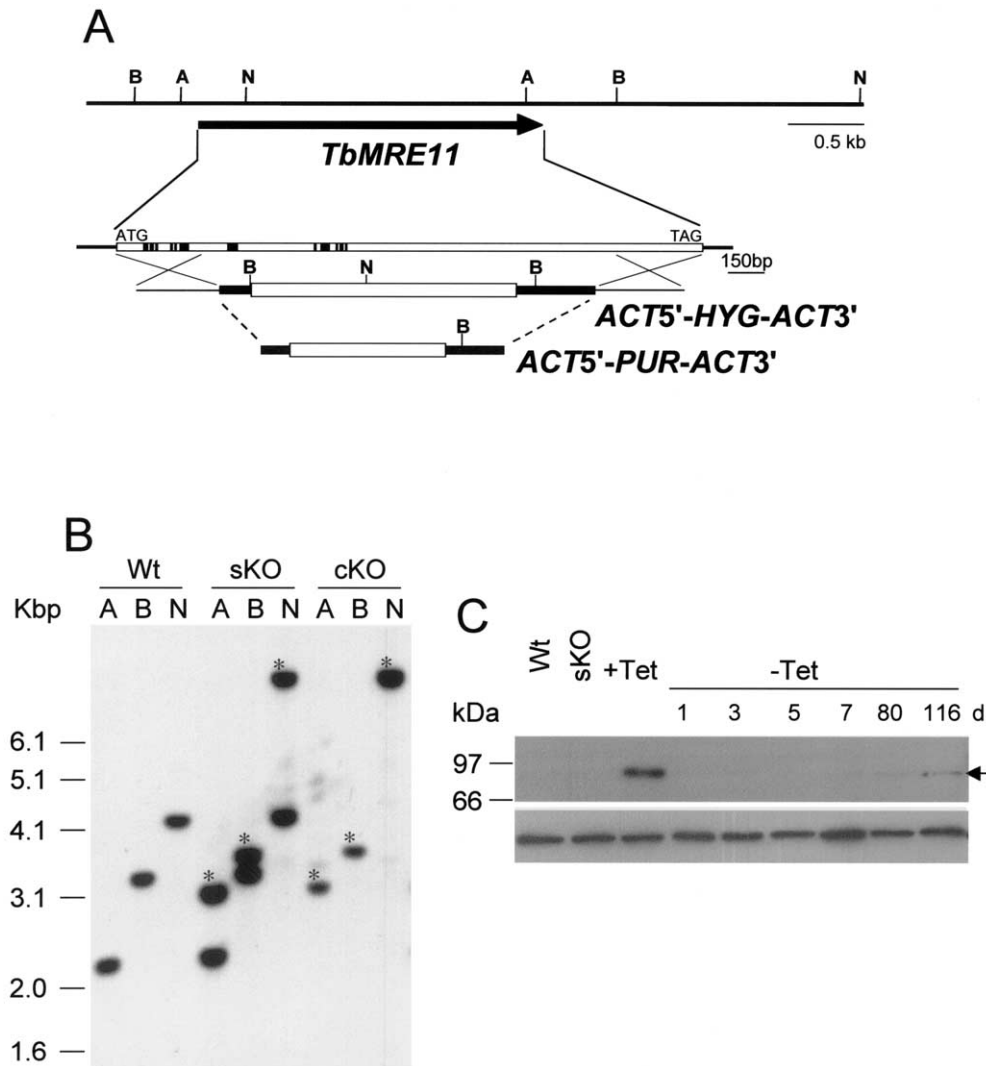 A
B A N A B N
0.5 kb
TbMRE11
ATG TAG
150bp
B N B
ACT5'-HYG-ACT3'
B
ACT5'-PUR-ACT3'
B
Wt sKO cKO
Kbp A B N A B N A B N
* *
6.1
5.1
4.1
* *
* *
3.1
2.0
1.6
C
Wt sKO +Tet -Tet
kDa 1 3 5 7 80 116 d
97
66